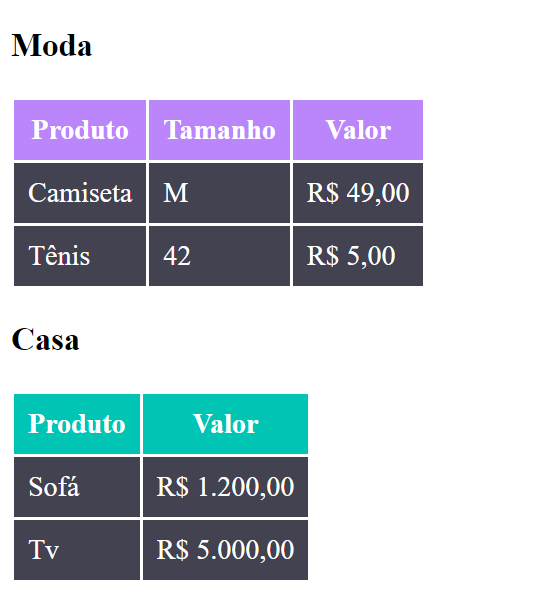 Moda
Produto Tamanho Valor
Camiseta M R$ 49,00
Tênis 42 R$ 5,00
Casa
Produto Valor
Sofá R$ 1.200,00
Tv R$ 5.000,00